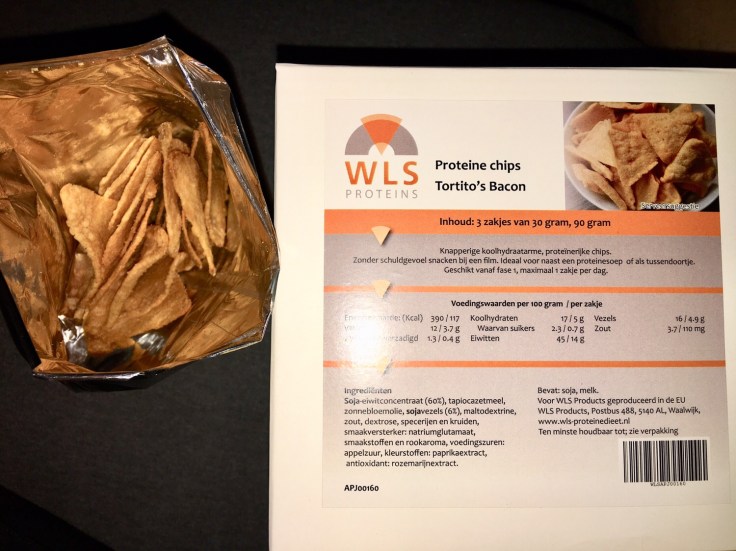 WLS
PROTEINS
Proteine chips
Tortito's Bacon
Inhoud: 3 zakjes van 30 gram, 90 gram
Knapperige koolhydraatarme, proteïnerijke chips.
Zonder schuldgevoel snacken bij een film. Ideaal voor naast een proteinesoep of als tussendoortje.
Geschikt vanaf fase 1, maximaal 1 zakje per dag.
Voedingswaarden per 100 gram / per zakje
(Kcal) 390 / 117 Koolhydraten 17 / 5 g Vezels 16 / 4.9 g
12 / 3.7 g Waarvan suikers 2.3 / 0.7 g Zout 3.7 / 110 mg
1.3 / 0.4 g Eiwitten 45 / 14 g
Ingrediënten
Soja-eiwitconcentraat (60%), tapiocazetmeel,
zonnebloemolie, sojavezels (6%), maltodextrine,
zout, dextrose, specerijen en kruiden,
smaakversterker: natriumglutamaat,
smaakstoffen en rookaroma, voedingszuren:
appelzuur, kleurstoffen: paprikaextract,
antioxidant: rozemarijnextract.
APJ00160
Bevat: soja, melk.
Voor WLS Products geproduceerd in de EU
WLS Products, Postbus 488, 5140 AL, Waalwijk,
www.wls-proteinedieet.nl
Ten minste houdbaar tot; zie verpakking
WLSAPJ00160